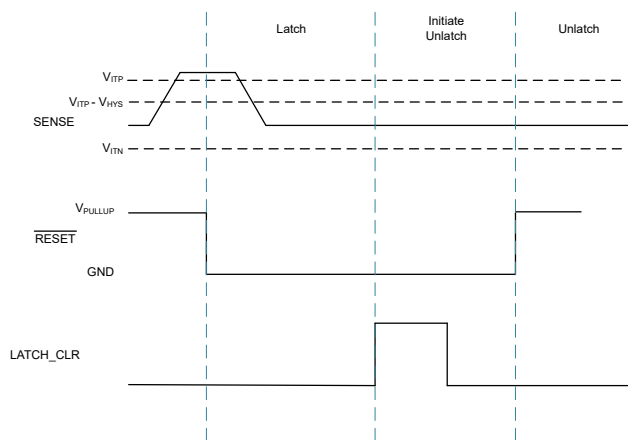 Latch
Initiate
Unlatch
Unlatch
VITP
VITP - VHYS
SENSE
VITN
VPULLUP
RESET
GND
LATCH_CLR